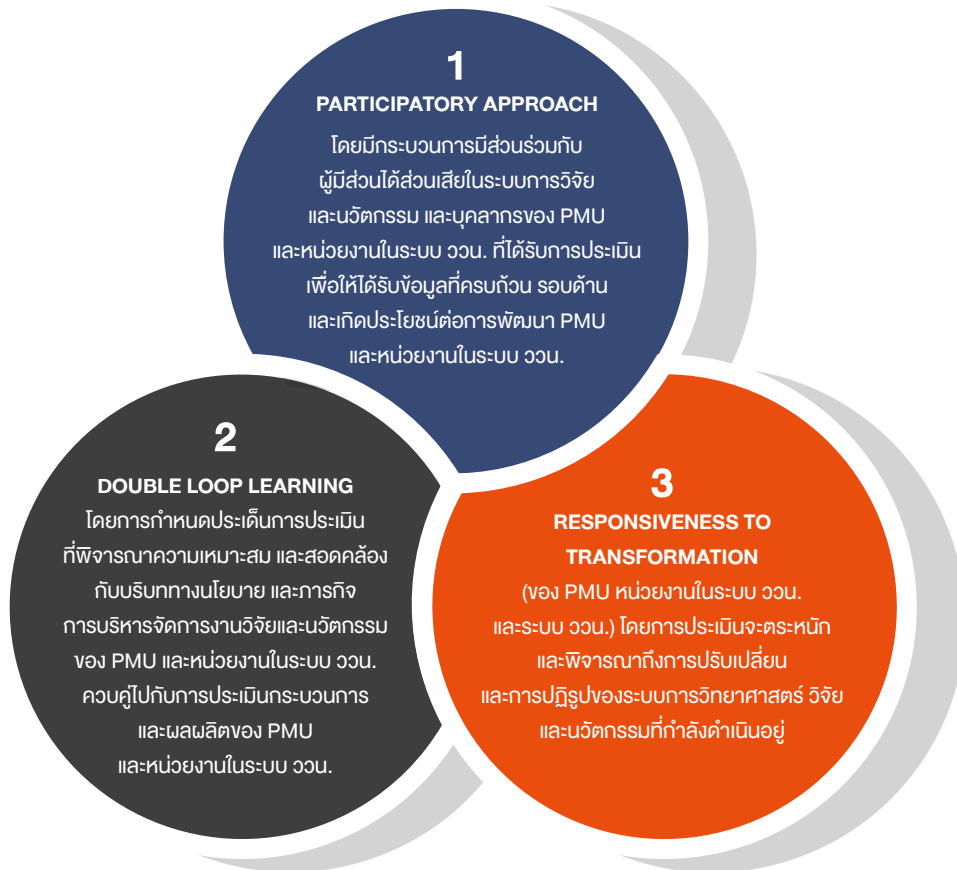 1
PARTICIPATORY APPROACH
โดยมีกระบวนการมีส่วนร่วมกับ
ผู้มีส่วนได้ส่วนเสียในระบบการวิจัย
และนวัตกรรม และบุคลากรของ PMU
และหน่วยงานในระบบ ววน. ที่ได้รับการประเมิน
เพื่อให้ได้รับข้อมูลที่ครบถ้วน รอบด้าน
และเกิดประโยชน์ต่อการพัฒนา PMU
และหน่วยงานในระบบ ววน.
2
DOUBLE LOOP LEARNING
โดยการกำหนดประเด็นการประเมิน
ที่พิจารณาความเหมาะสม และสอดคล้อง
กับบริบททางนโยบาย และภารกิจ
การบริหารจัดการงานวิจัยและนวัตกรรม
ของ PMU และหน่วยงานในระบบ ววน.
ควบคู่ไปกับการประเมินกระบวนการ
และผลผลิตของ PMU
และหน่วยงานในระบบ ววน.
3
RESPONSIVENESS TO
TRANSFORMATION
(ของ PMU หน่วยงานในระบบ ววน.
และระบบ ววน.) โดยการประเมินจะตระหนัก
และพิจารณาถึงการปรับเปลี่ยน
และการปฏิรูปของระบบการวิทยาศาสตร์ วิจัย
และนวัตกรรมที่กำลังดำเนินอยู่